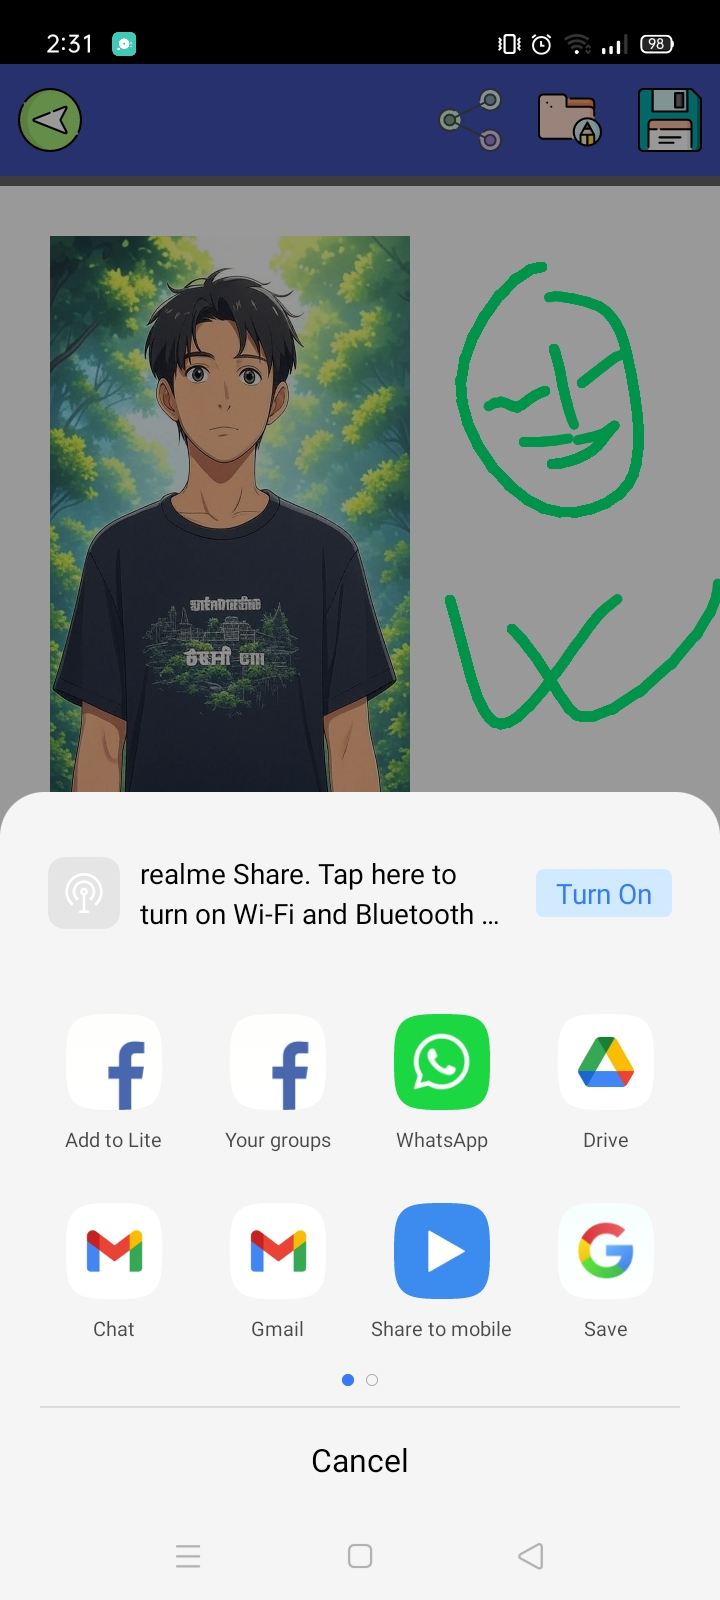 2:31
98
realme Share. Tap here to
turn on Wi-Fi and Bluetooth ...
Turn On
Add to Lite
Your groups
WhatsApp
Drive
Chat
Gmail
Share to mobile
Save
Cancel